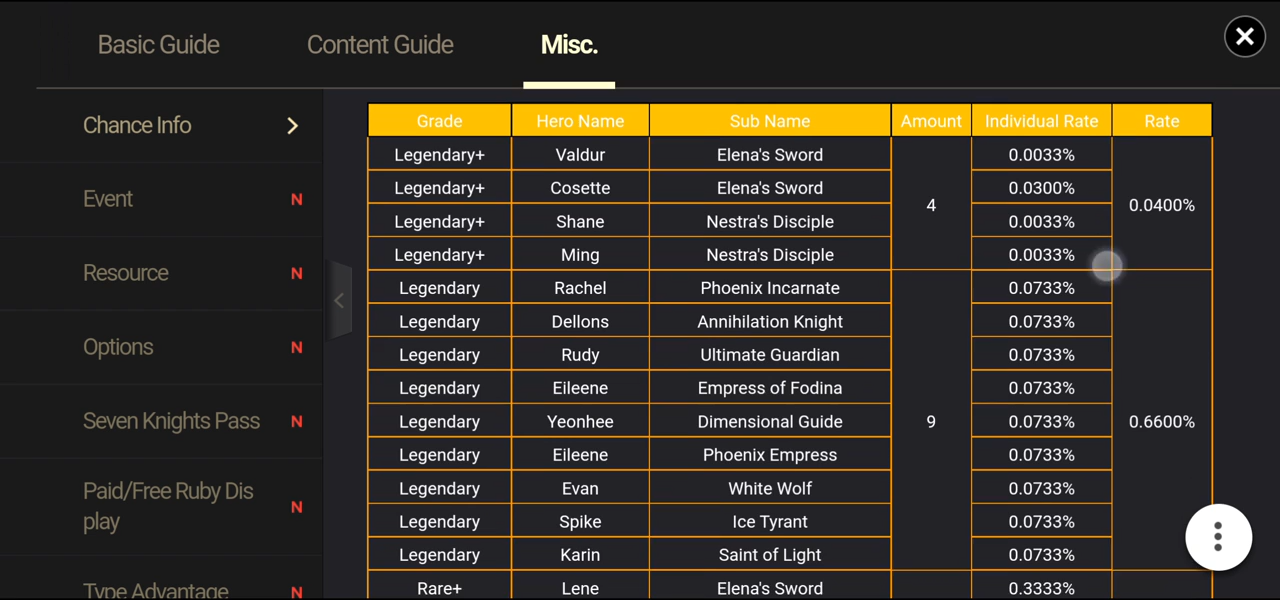 Basic Guide Content Guide Misc.
Chance Info
Event N
Resource N
Options N
Seven Knights Pass N
Paid/Free Ruby Dis
play N
Type Advantage N
Grade Hero Name Sub Name Amount Individual Rate Rate
Legendary+ Valdur Elena's Sword 4 0.0033% 0.0400%
Legendary+ Cosette Elena's Sword 0.0300%
Legendary+ Shane Nestra's Disciple 0.0033%
Legendary+ Ming Nestra's Disciple 0.0033%
Legendary Rachel Phoenix Incarnate 9 0.0733% 0.6600%
Legendary Dellons Annihilation Knight 0.0733%
Legendary Rudy Ultimate Guardian 0.0733%
Legendary Eileene Empress of Fodina 0.0733%
Legendary Yeonhee Dimensional Guide 0.0733%
Legendary Eileene Phoenix Empress 0.0733%
Legendary Evan White Wolf 0.0733%
Legendary Spike Ice Tyrant 0.0733%
Legendary Karin Saint of Light 0.0733%
Rare+ Lene Elena's Sword 0.3333%